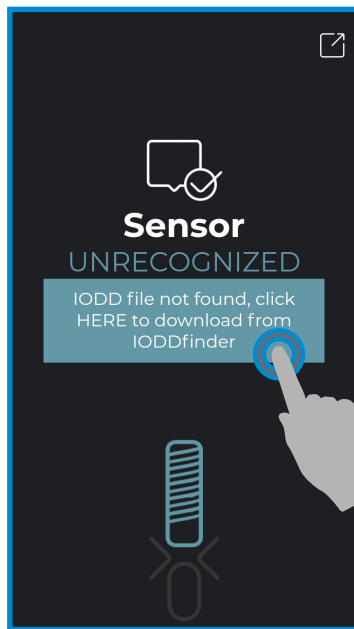 Sensor
UNRECOGNIZED
IODD file not found, click
HERE to download from
IODDfinder